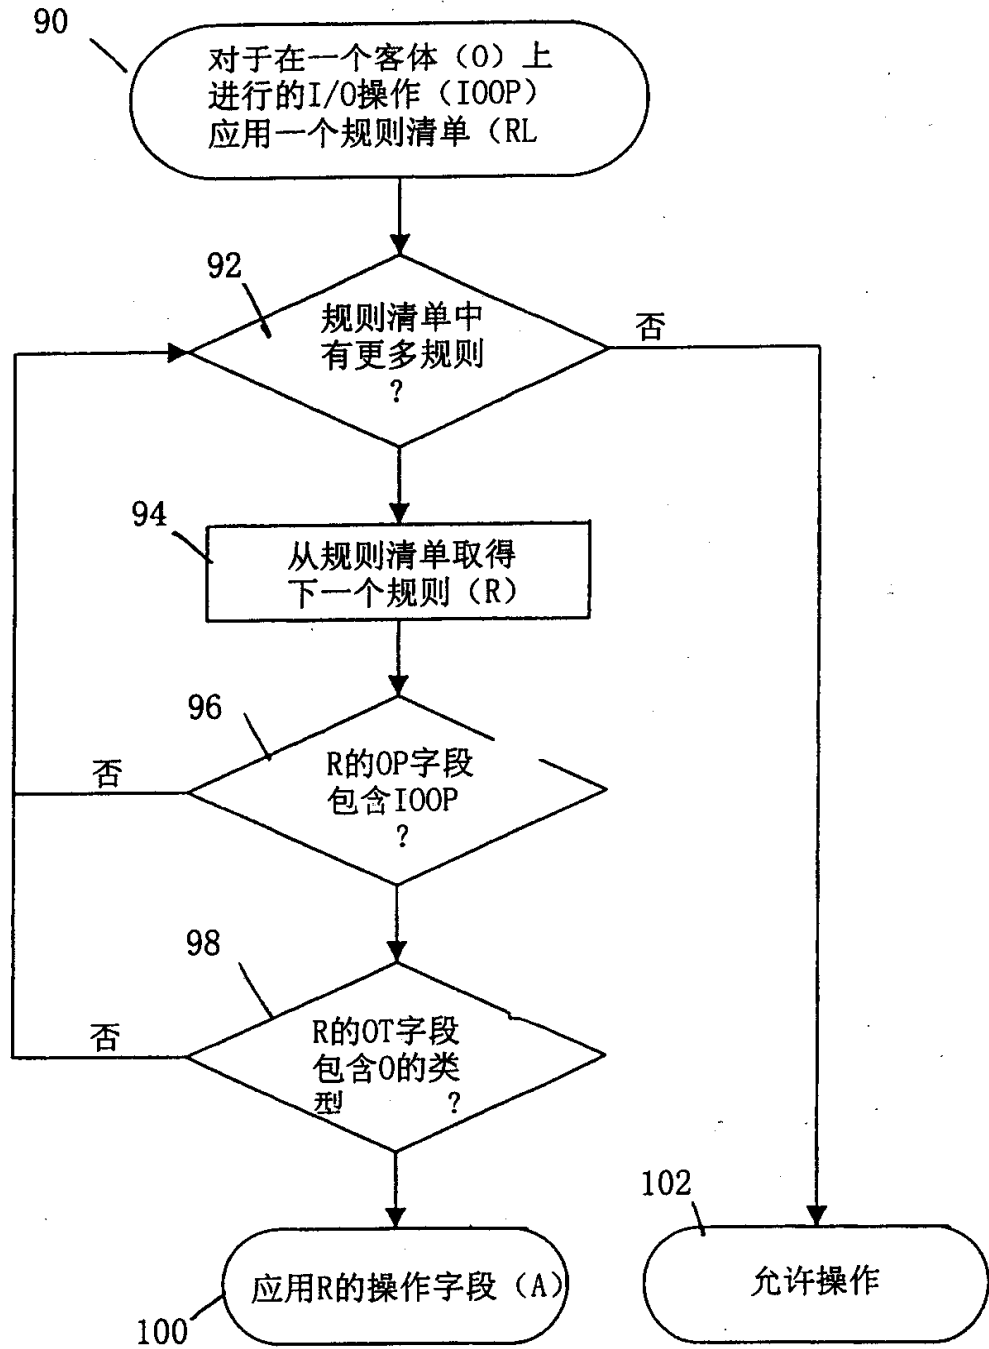 90
对于在一个客体（O）上
进行的I/O操作（IOOP）
应用一个规则清单（RL
92
规则清单中
有更多规则
？
否
94
从规则清单取得
下一个规则（R）
96
R的OP字段
包含IOOP
？
否
98
R的OT字段
包含O的类
型 ？
否
100
应用R的操作字段（A）
102
允许操作